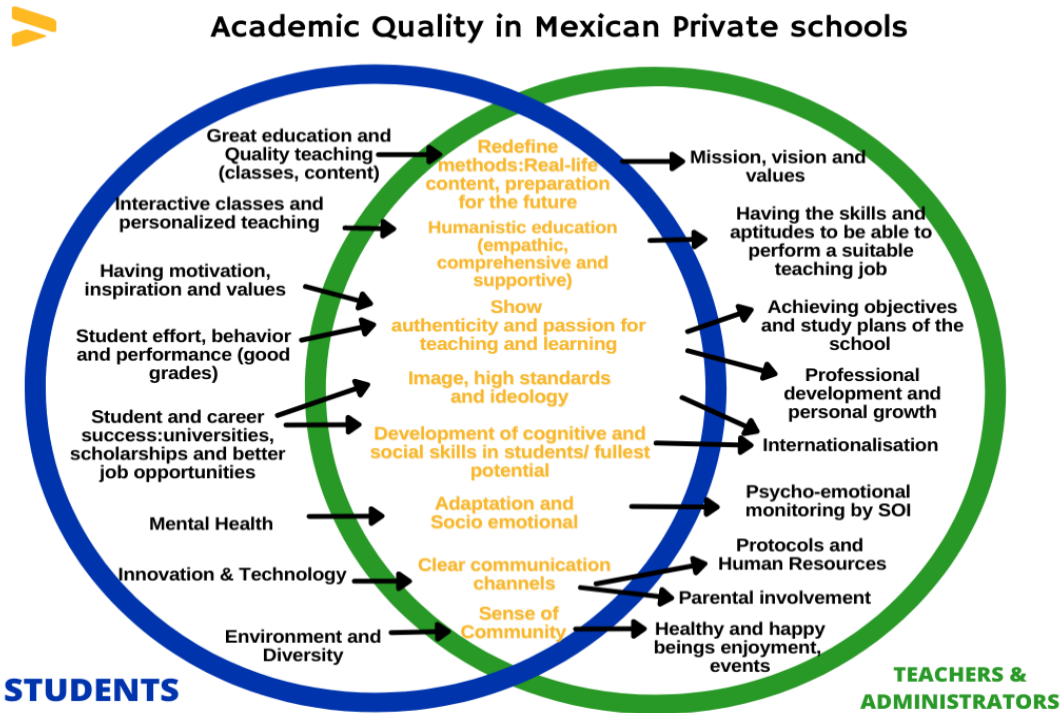 Academic Quality in Mexican Private schools
Great education and
Quality teaching
(classes, content)
Interactive classes and
personalized teaching
Having motivation,
inspiration and values
Student effort, behavior
and performance (good
grades)
Student and career
success:universities,
scholarships and better
job opportunities
Mental Health
Innovation & Technology
Environment and
Diversity
STUDENTS
Redefine
methods:Real-life
content, preparation
for the future
Humanistic education
(empathic,
comprehensive and
supportive)
Show
authenticity and passion for
teaching and learning
Image, high standards
and ideology
Development of cognitive and
social skills in students/ fullest
potential
Adaptation and
Socio emotional
Clear communication
channels
Sense of
Community
Mission, vision and
values
Having the skills and
aptitudes to be able to
perform a suitable
teaching job
Achieving objectives
and study plans of the
school
Professional
development and
personal growth
Internationalisation
Psycho-emotional
monitoring by SOI
Protocols and
Human Resources
Parental involvement
Healthy and happy
beings enjoyment,
events
TEACHERS &
ADMINISTRATORS